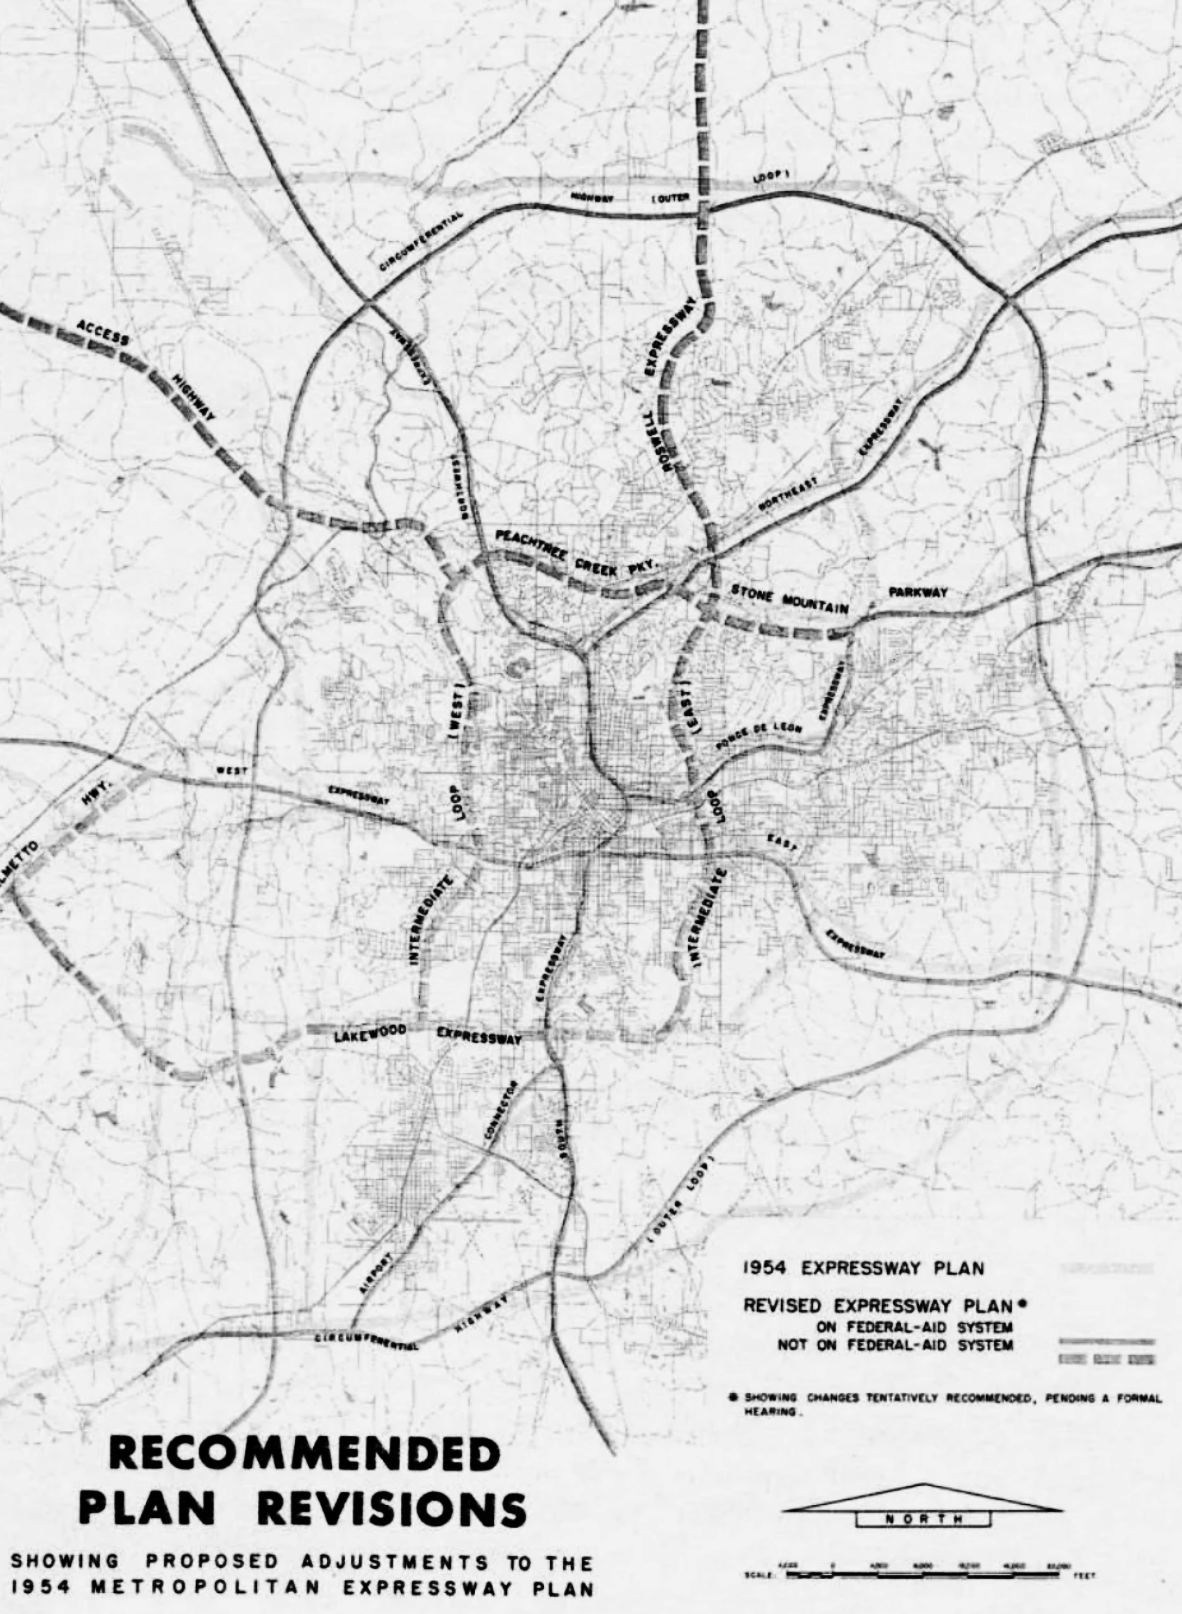 LOOP)
HIGHWAY (OUTER
CIRCUMFERENTIAL
ACCESS
HIGHWAY
EXPRESSWAY
NORTHWEST
EXPRESSWAY
ROSWELL
EXPRESSWAY
NORTHEAST
PEACHTREE CREEK PKY.
STONE MOUNTAIN
PARKWAY
(WEST)
LOOP
INTERMEDIATE
(EAST)
LOOP
INTERMEDIATE
EXPRESSWAY
PONCE DE LEON
WEST
EXPRESSWAY
HWY.
LMETTO
EAST
EXPRESSWAY
EXPRESSWAY
LAKEWOOD EXPRESSWAY
CONNECTOR
SOUTH
AIRPORT
(OUTER LOOP)
HIGHWAY
CIRCUMFERENTIAL
1954 EXPRESSWAY PLAN
REVISED EXPRESSWAY PLAN*
ON FEDERAL-AID SYSTEM
NOT ON FEDERAL-AID SYSTEM
* SHOWING CHANGES TENTATIVELY RECOMMENDED, PENDING A FORMAL
HEARING.
RECOMMENDED
PLAN REVISIONS
SHOWING PROPOSED ADJUSTMENTS TO THE
1954 METROPOLITAN EXPRESSWAY PLAN
NORTH
SCALE: 0 FEET